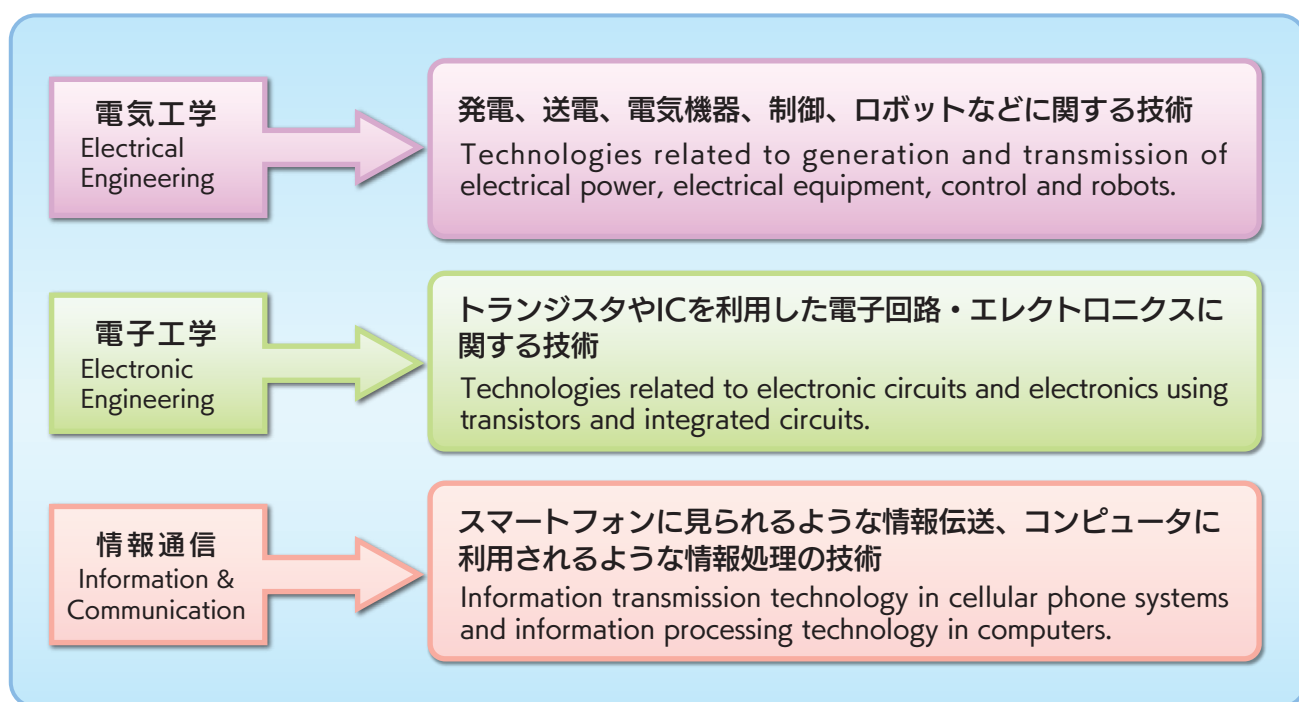 電気工学
Electrical
Engineering
発電、送電、電気機器、制御、ロボットなどに関する技術
Technologies related to generation and transmission of
electrical power, electrical equipment, control and robots.
電子工学
Electronic
Engineering
トランジスタやICを利用した電子回路・エレクトロニクスに
関する技術
Technologies related to electronic circuits and electronics using
transistors and integrated circuits.
情報通信
Information &
Communication
スマートフォンに見られるような情報伝送、コンピュータに
利用されるような情報処理の技術
Information transmission technology in cellular phone systems
and information processing technology in computers.